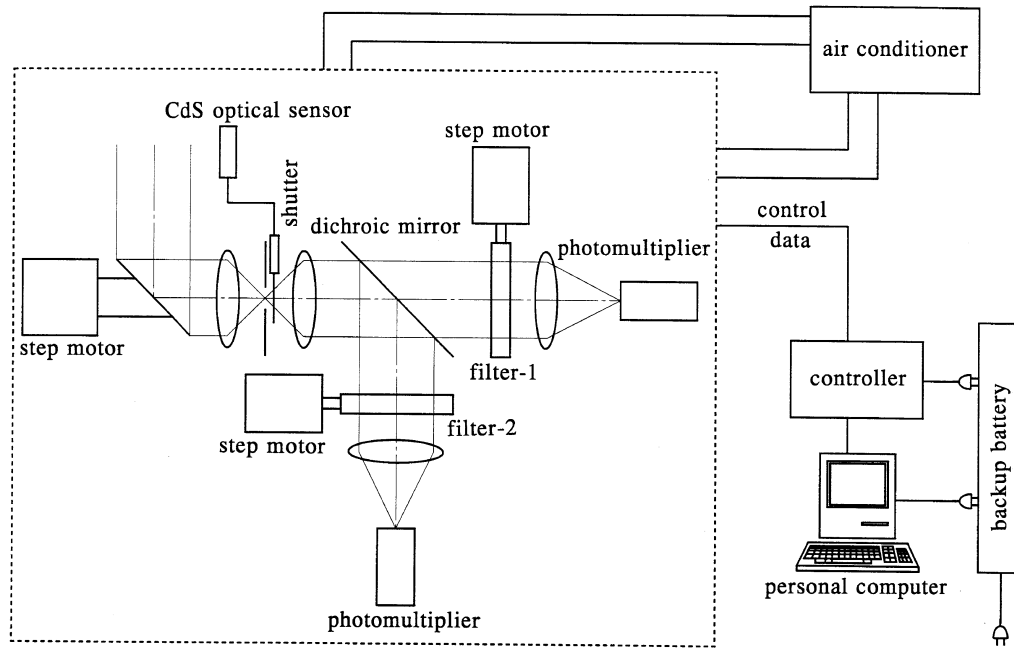 air conditioner
CdS optical sensor
step motor
shutter
dichroic mirror
control
data
photomultiplier
step motor
filter-1
controller
backup battery
step motor
filter-2
personal computer
photomultiplier